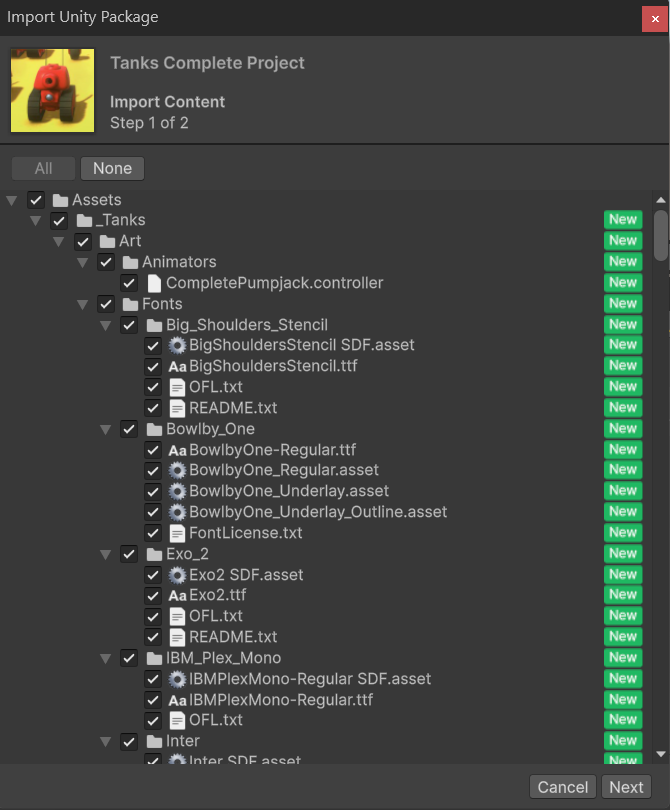 Import Unity Package
Tanks Complete Project
Import Content
Step 1 of 2
All None
Assets
_Tanks New
Art New
Animators New
CompletePumpjack.controller New
Fonts New
Big_Shoulders_Stencil New
BigShouldersStencil SDF.asset New
Aa BigShouldersStencil.ttf New
OFL.txt New
README.txt New
Bowlby_One New
Aa BowlbyOne-Regular.ttf New
BowlbyOne_Regular.asset New
BowlbyOne_Underlay.asset New
BowlbyOne_Underlay_Outline.asset New
FontLicense.txt New
Exo_2 New
Exo2 SDF.asset New
Aa Exo2.ttf New
OFL.txt New
README.txt New
IBM_Plex_Mono New
IBMPlexMono-Regular SDF.asset New
Aa IBMPlexMono-Regular.ttf New
OFL.txt New
Inter New
Inter SDF.asset New
Cancel Next